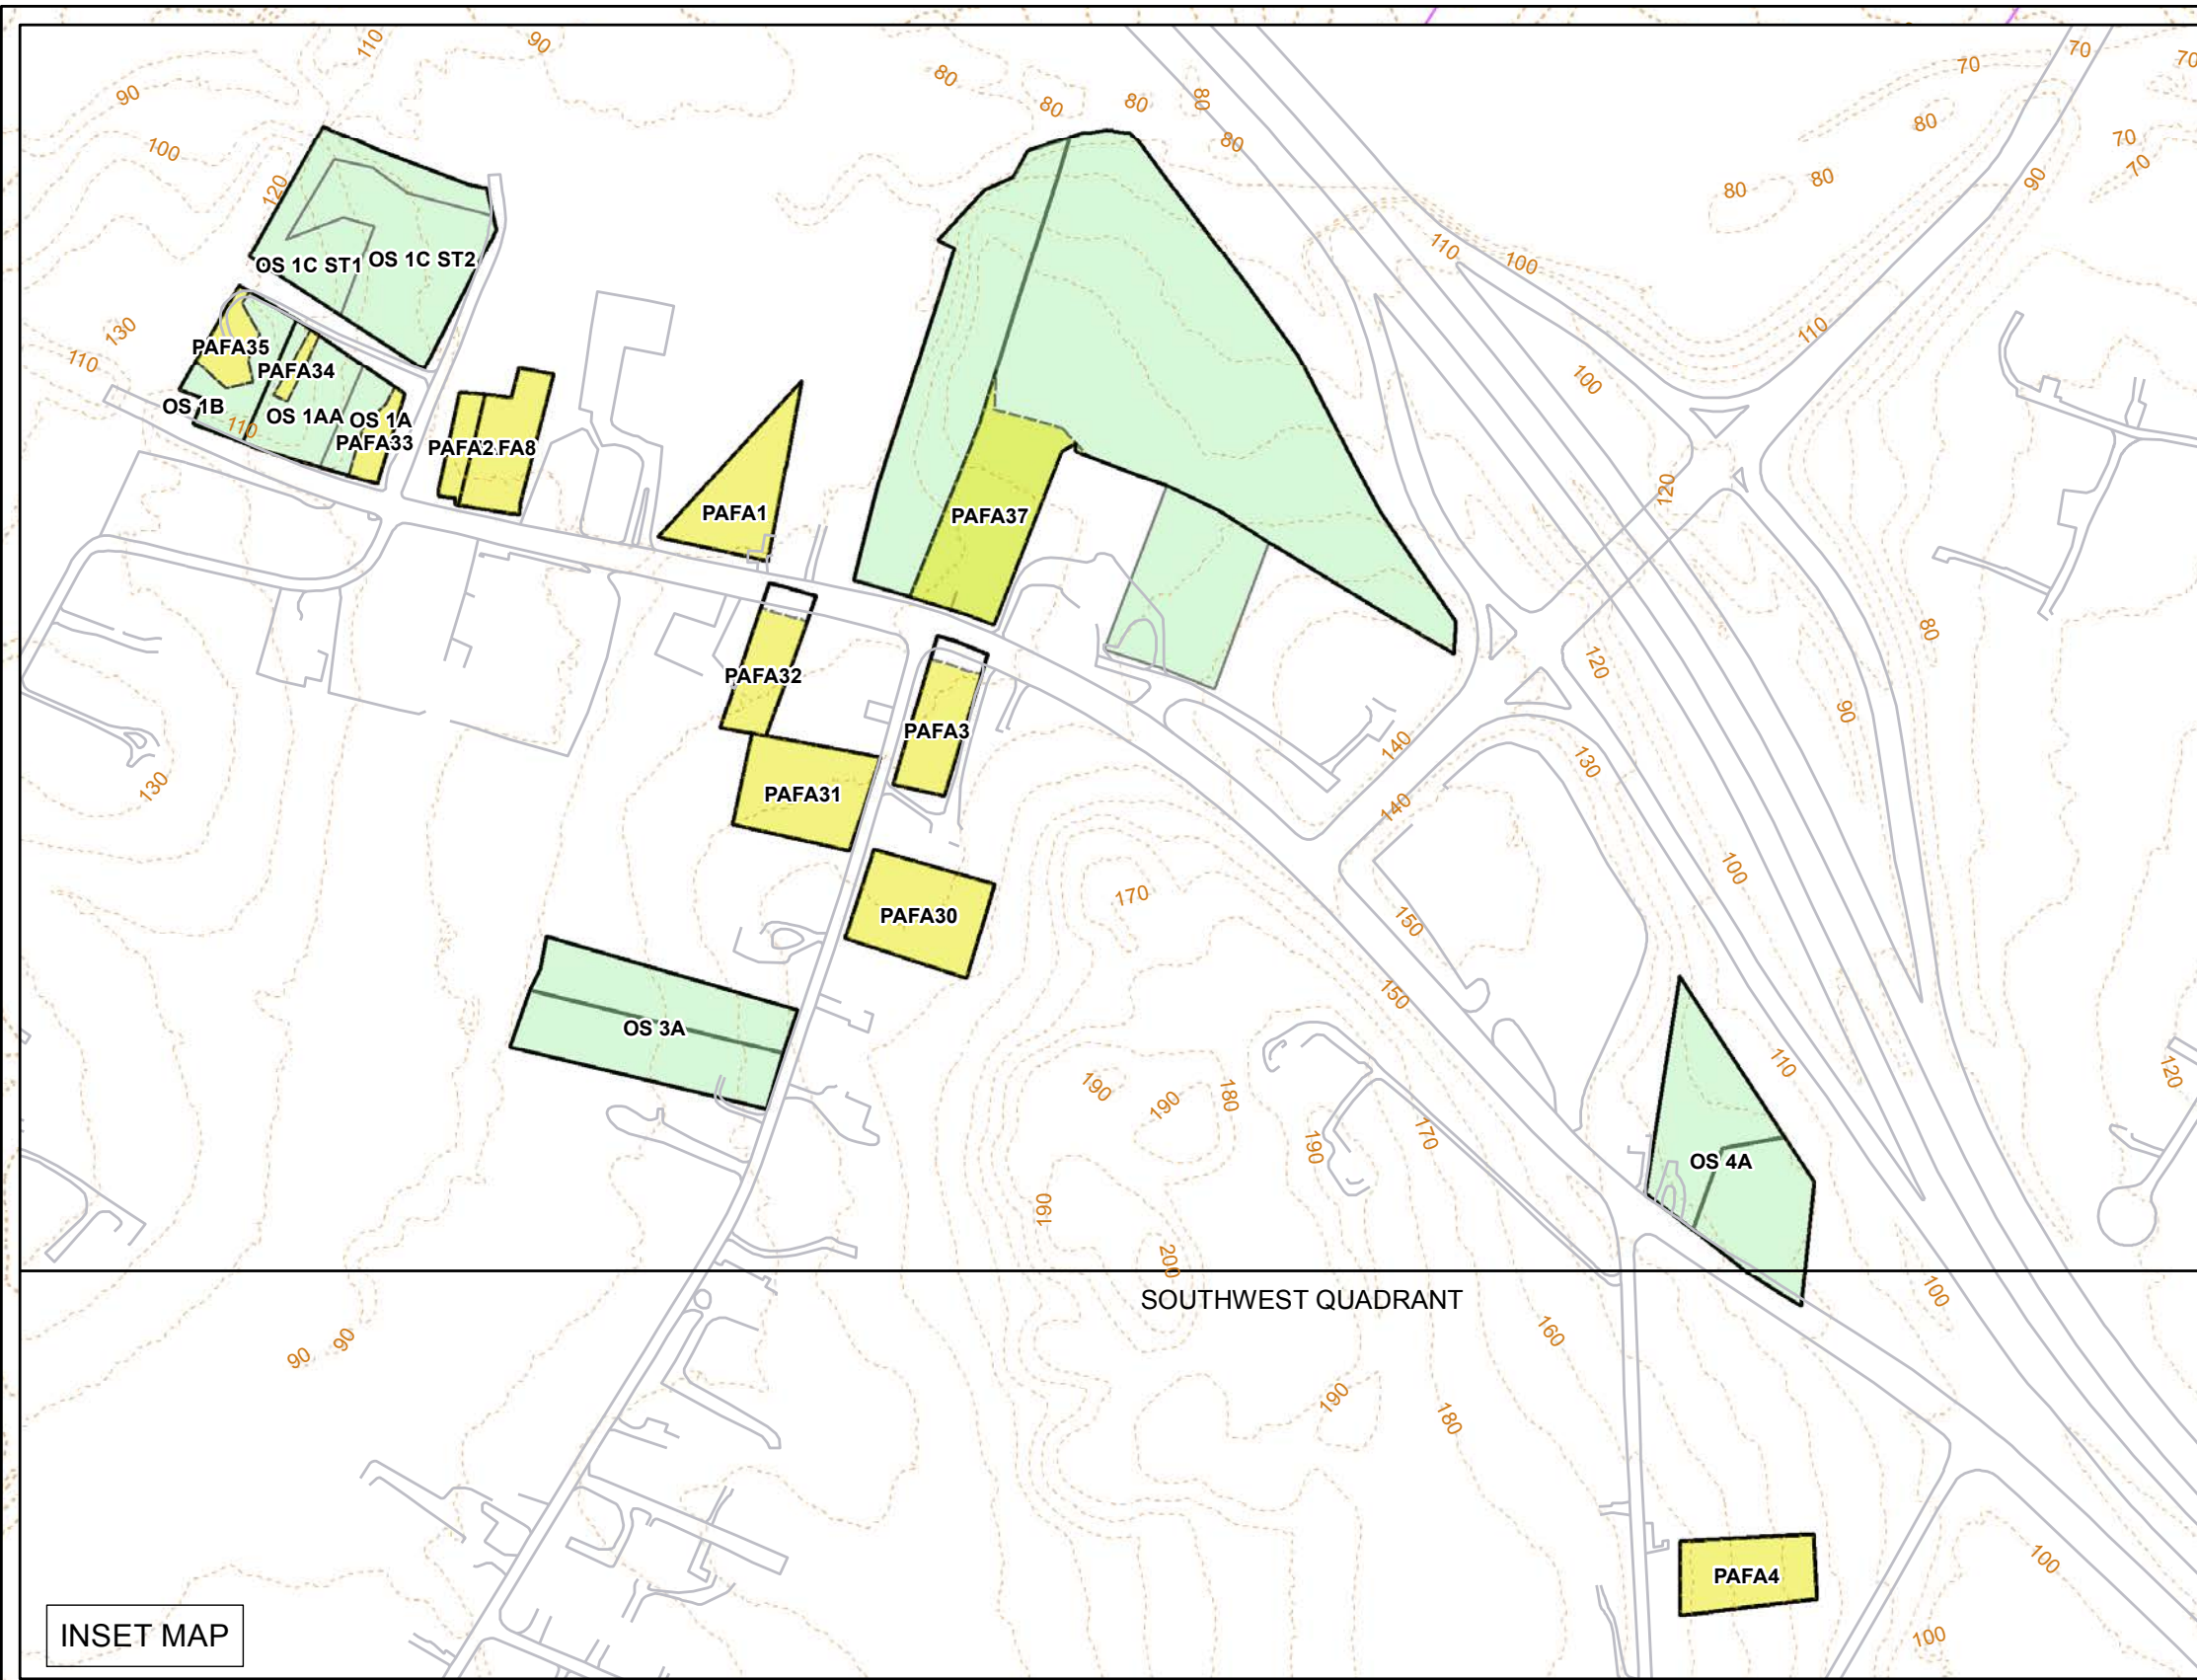 110
90
80
80
80
80
80
70
70
70
90
100
120
80
70
70
80
80
90
110
100
OS 1C ST1
OS 1C ST2
130
110
110
100
PAFA35
PAFA34
OS 1B
110
OS 1AA
OS 1A
PAFA33
PAFA2
FA8
PAFA1
PAFA37
120
120
80
PAFA32
PAFA3
140
130
90
130
PAFA31
140
170
100
PAFA30
150
150
OS 3A
190
190
180
190
170
110
120
OS 4A
190
200
100
SOUTHWEST QUADRANT
90
90
160
190
180
100
PAFA4
100
INSET MAP